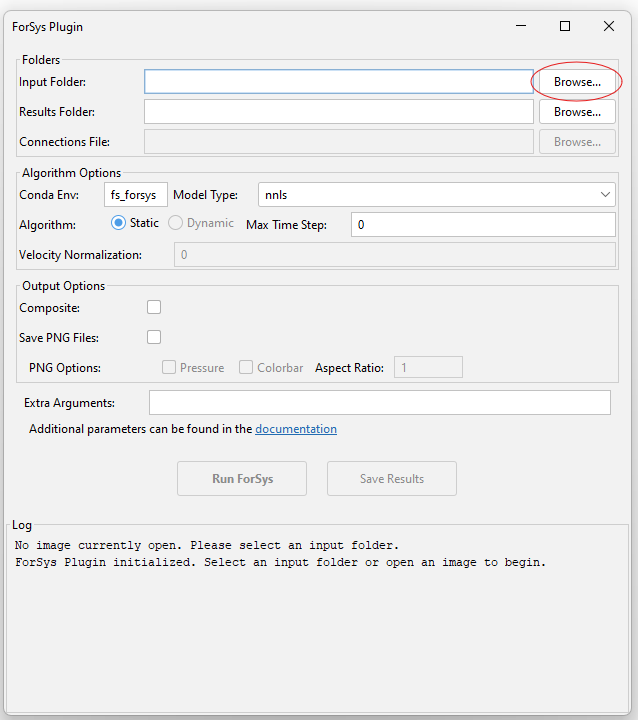 ForSys Plugin
Folders
Input Folder: Browse...
Results Folder: Browse...
Connections File: Browse...
Algorithm Options
Conda Env: fs_forsys Model Type: nnls
Algorithm: Static Dynamic Max Time Step: 0
Velocity Normalization: 0
Output Options
Composite:
Save PNG Files:
PNG Options: Pressure Colorbar Aspect Ratio: 1
Extra Arguments:
Additional parameters can be found in the documentation
Run ForSys Save Results
Log
No image currently open. Please select an input folder.
ForSys Plugin initialized. Select an input folder or open an image to begin.